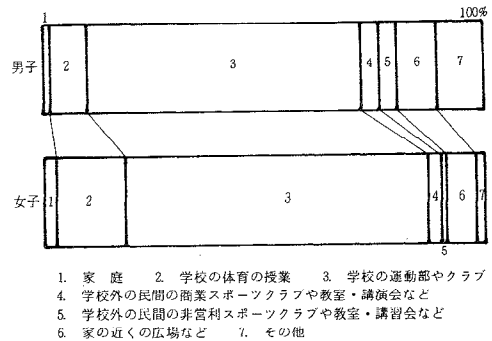 1 100%
男子 2 3 4 5 6 7
女子 1 2 3 4 6 7
5
1. 家 庭 2. 学校の体育の授業 3. 学校の運動部やクラブ
4. 学校外の民間の商業スポーツクラブや教室・講演会など
5. 学校外の民間の非営利スポーツクラブや教室・講習会など
6. 家の近くの広場など 7. その他